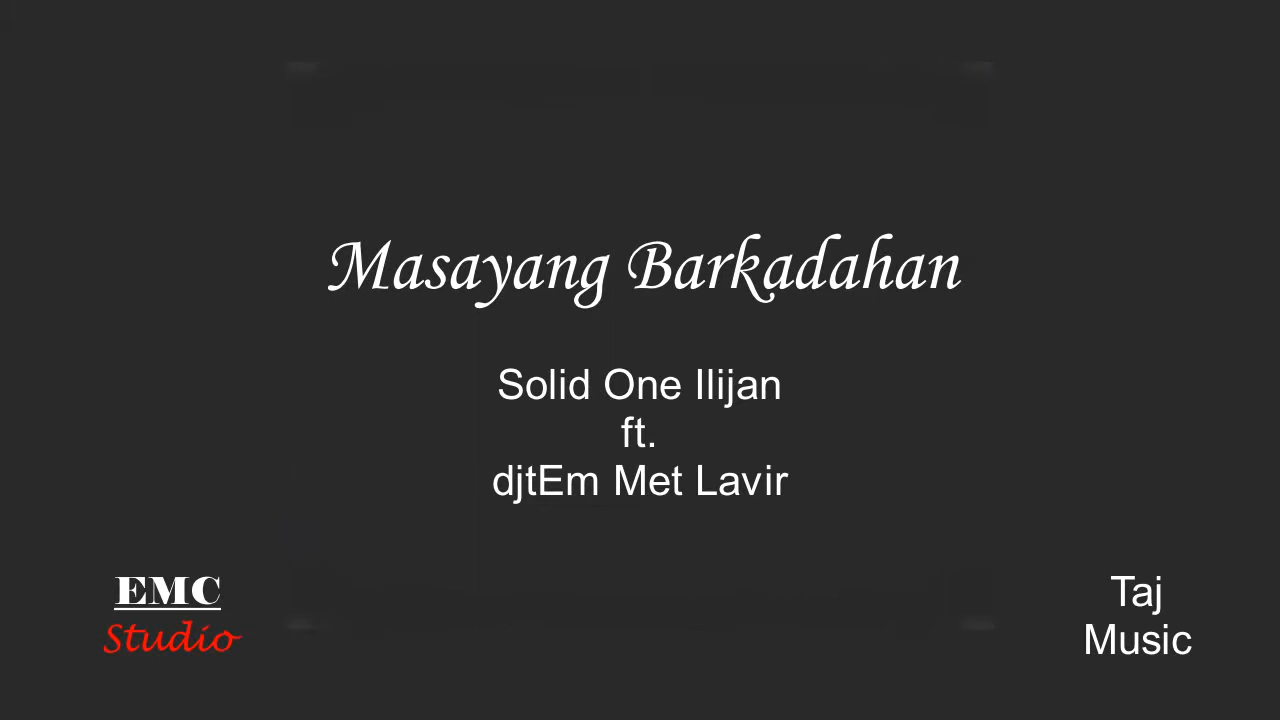 Masayang Barkadahan
Solid One Ilijan
ft.
djtEm Met Lavir
EMC
Studio
Taj
Music